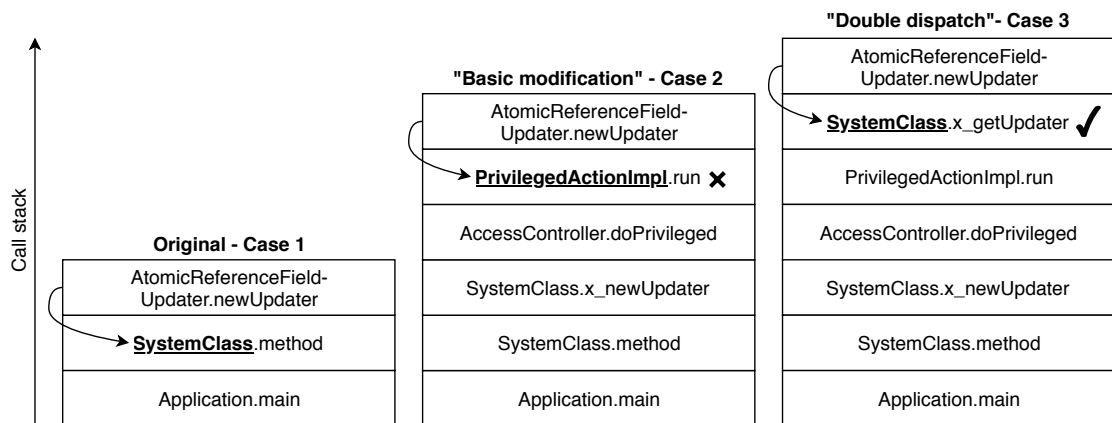 Call stack
Original - Case 1
AtomicReferenceField-
Updater.newUpdater
SystemClass.method
Application.main
"Basic modification" - Case 2
AtomicReferenceField-
Updater.newUpdater
PrivilegedActionImpl.run
AccessController.doPrivileged
SystemClass.x_newUpdater
SystemClass.method
Application.main
"Double dispatch"- Case 3
AtomicReferenceField-
Updater.newUpdater
SystemClass.x_getUpdater
PrivilegedActionImpl.run
AccessController.doPrivileged
SystemClass.x_newUpdater
SystemClass.method
Application.main